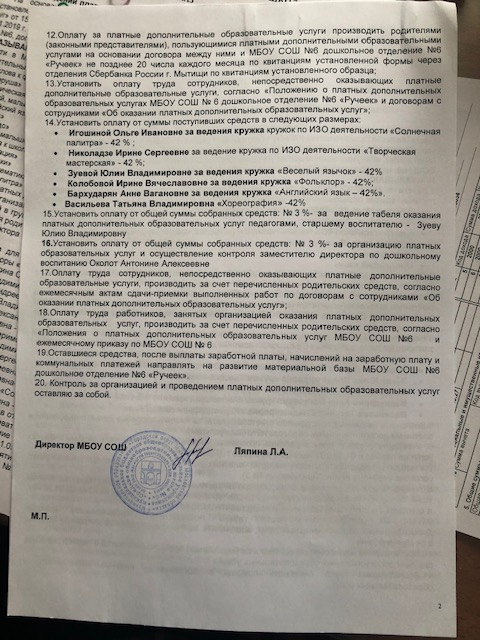 12.Оплату за платные дополнительные образовательные услуги производить родителями
(законными представителями), пользующимися платными дополнительными образовательными
услугами на основании договора между ними и МБОУ СОШ №6 дошкольное отделение №6
«Ручеек» не позднее 20 числа каждого месяца по квитанциям установленной формы через
отделения Сбербанка России г. Мытищи по квитанциям установленного образца;
13.Установить оплату труда сотрудников, непосредственно оказывающих платные
дополнительные образовательные услуги, согласно «Положению о платных дополнительных
образовательных услугах МБОУ СОШ № 6 дошкольное отделение №6 «Ручеек» и договорам с
сотрудниками «Об оказании платных дополнительных образовательных услуг»;
14.Установить оплату от суммы поступивших средств в следующих размерах:
• Игошиной Ольге Ивановне за ведения кружка кружок по ИЗО деятельности «Солнечная
палитра» - 42 % ;
• Николадзе Ирине Сергеевне за ведение кружка по ИЗО деятельности «Творческая
мастерская» - 42 %;
• Зуевой Юлии Владимировне за ведения кружка «Веселый язычок» - 42%
• Колобовой Ирине Вячеславовне за ведения кружка «Фольклор» - 42%;
• Бархударян Анне Вагановне за ведения кружка «Английский язык – 42%».
• Васильева Татьяна Владимировна «Хореография» -42%
15.Установить оплату от общей суммы собранных средств: № 3%- за ведение табеля оказания
платных дополнительных образовательных услуг педагогами, старшему воспитателю - Зуеву
Юлию Владимировну
16.Установить оплату от общей суммы собранных средств: № 3 %- за организацию платных
образовательных услуг и осуществление контроля заместителю директора по дошкольному
воспитанию Околот Антонине Алексеевне
17.Оплату труда сотрудников, непосредственно оказывающих платные дополнительные
образовательные услуги, производить за счет перечисленных родительских средств, согласно
ежемесячным актам сдачи-приемки выполненных работ по договорам с сотрудниками «Об
оказании платных дополнительных образовательных услуг»;
18.Оплату труда работников, занятых организацией оказания платных дополнительных
образовательных услуг, производить за счет перечисленных родительских средств, согласно
«Положения о платных дополнительных образовательных услуг МБОУ СОШ №6 и
ежемесячному приказу по МБОУ СОШ № 6
19.Оставшиеся средства, после выплаты заработной платы, начислений на заработную плату и
коммунальных платежей направлять на развитие материальной базы МБОУ СОШ №6
дошкольное отделение №6 «Ручеек».
20. Контроль за организацией и проведением платных дополнительных образовательных услуг
оставляю за собой.
Директор МБОУ СОШ Ляпина Л.А.
М.П.
2